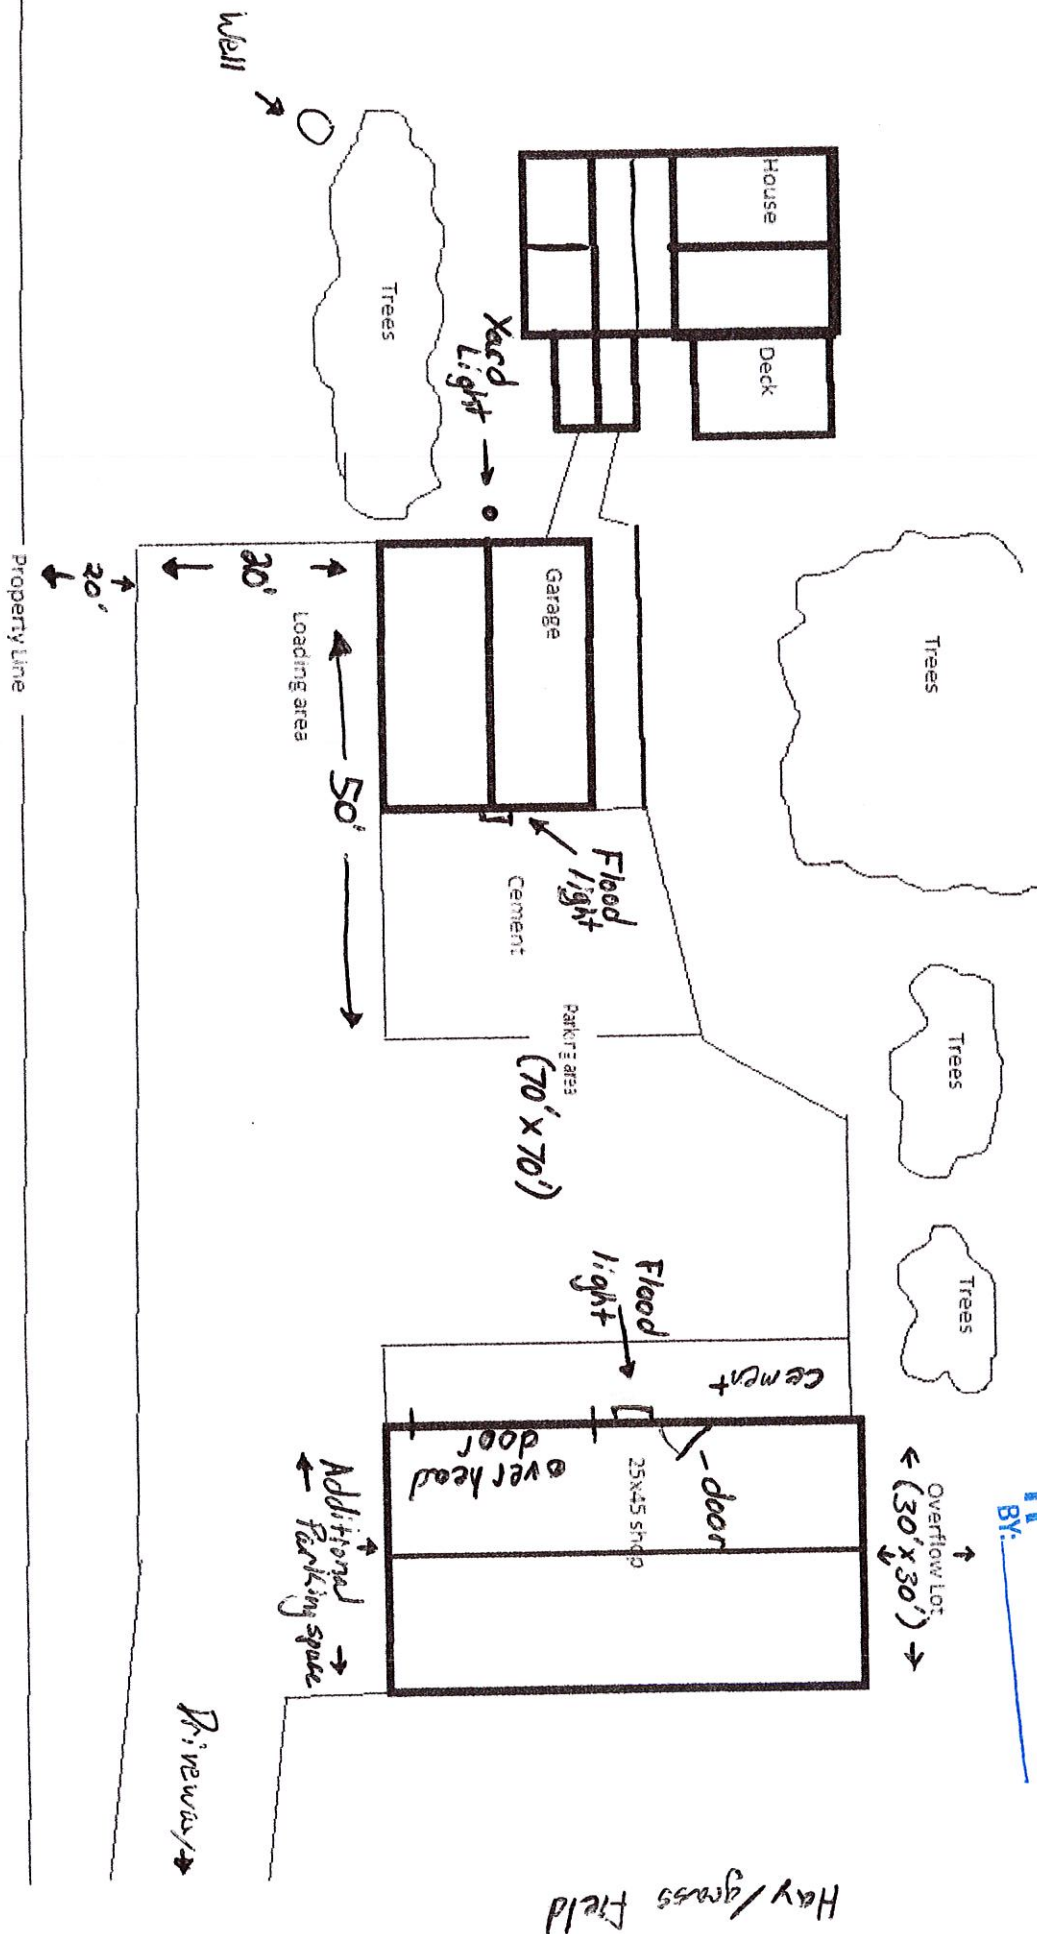 Well
House
Deck
Trees
Yard
Light
Trees
Garage
20'
20'
Loading area
50'
Property Line
Flood
light
Cement
Parking area
(70' x 70')
Trees
Trees
Flood
light
Cement
over head
door
door
25x45 shop
Overflow Lot
(30' x 30')
BY:
Additional
Parking space
Driveway
Hay/grass Field